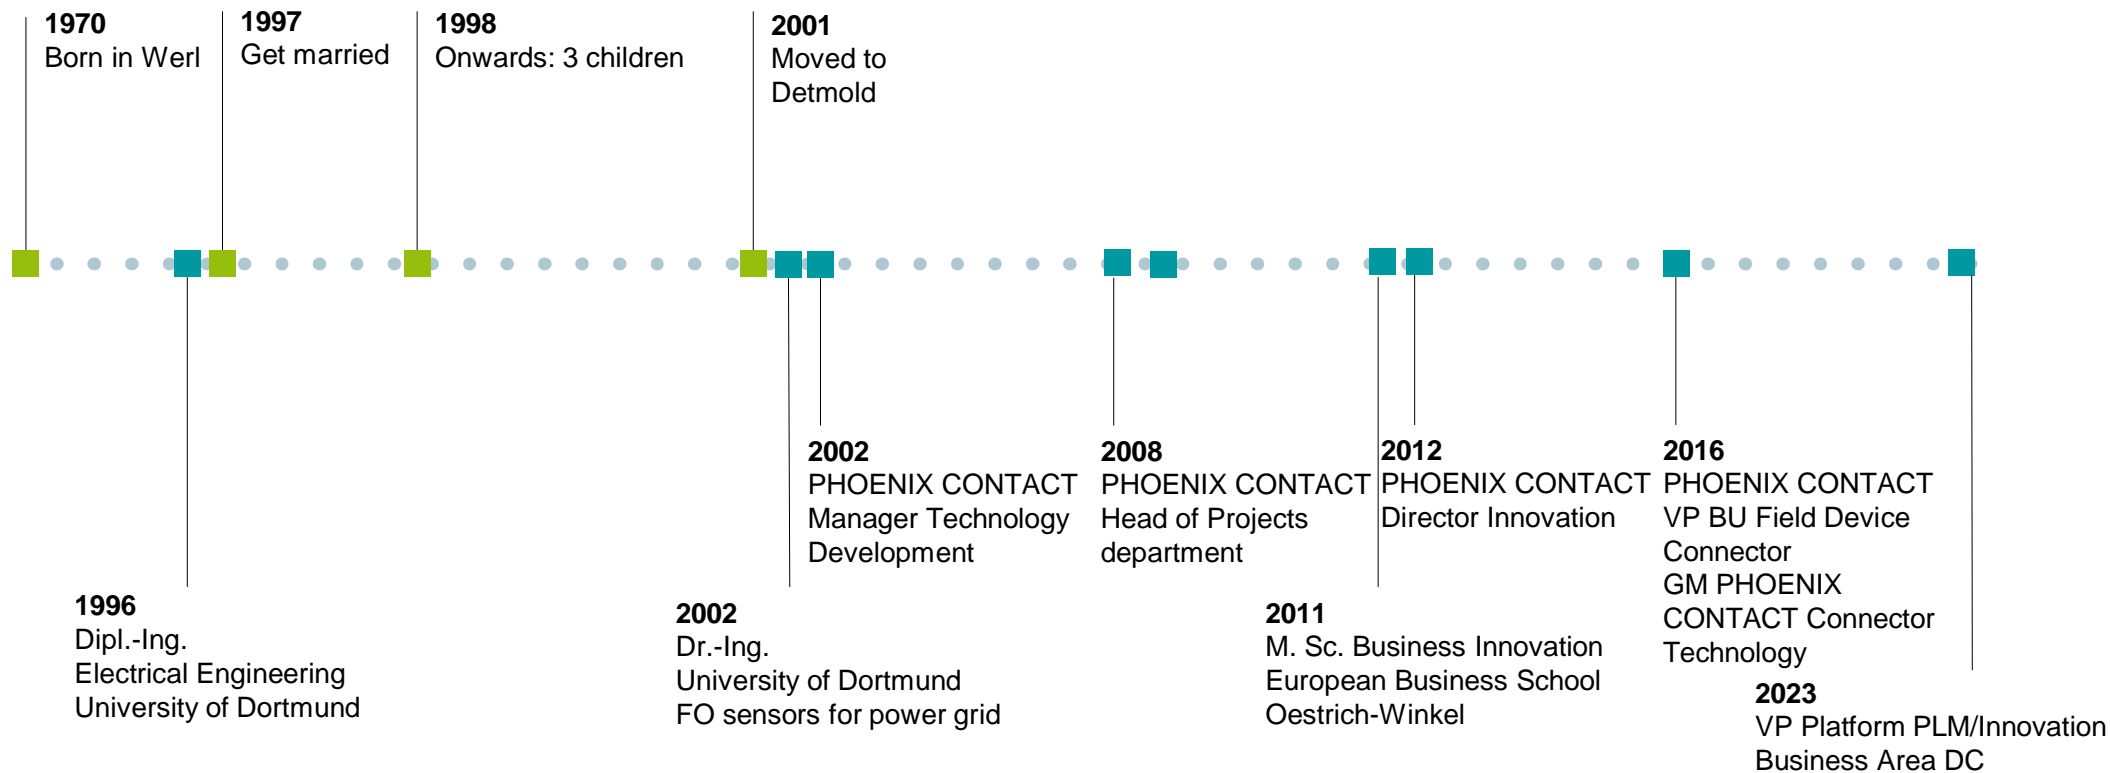 1970
Born in Werl
1997
Get married
1998
Onwards: 3 children
2001
Moved to
Detmold
2002
PHOENIX CONTACT
Manager Technology
Development
2008
PHOENIX CONTACT
Head of Projects
department
2012
PHOENIX CONTACT
Director Innovation
2016
PHOENIX CONTACT
VP BU Field Device
Connector
GM PHOENIX
CONTACT Connector
Technology
1996
Dipl.-Ing.
Electrical Engineering
University of Dortmund
2002
Dr.-Ing.
University of Dortmund
FO sensors for power grid
2011
M. Sc. Business Innovation
European Business School
Oestrich-Winkel
2023
VP Platform PLM/Innovation
Business Area DC